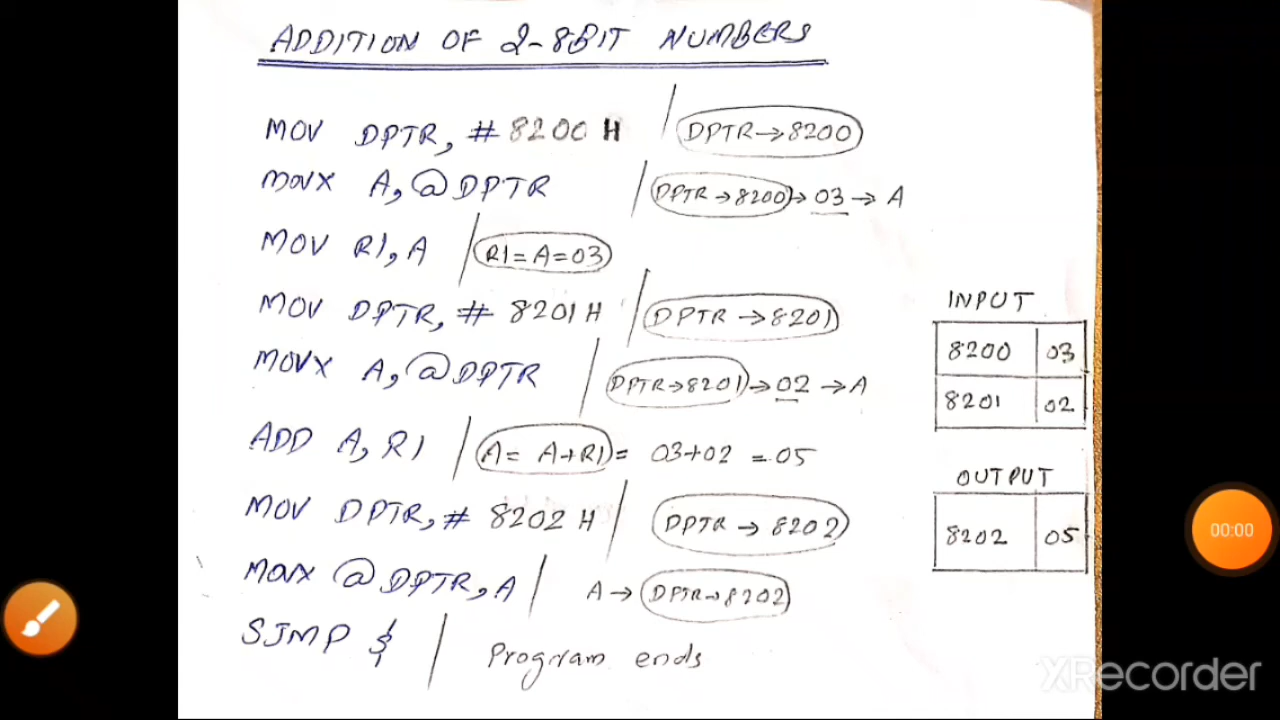 ADDITION OF 2-8BIT NUMBERS
MOV DPTR, # 8200 H / DPTR→8200
MOVX A, @DPTR / DPTR→8200→ 03 → A
MOV R1, A / R1=A=03
MOV DPTR, # 8201 H / DPTR →8201
MOVX A, @DPTR / DPTR→8201→ 02 → A
ADD A, R1 / A= A+R1 = 03+02 = 05
MOV DPTR, # 8202 H / DPTR → 8202
MOVX @DPTR, A / A→ DPTR→8202
SJMP $ / Program ends
INPUT
8200 03
8201 02
OUTPUT
8202 05
00:00
XRecorder